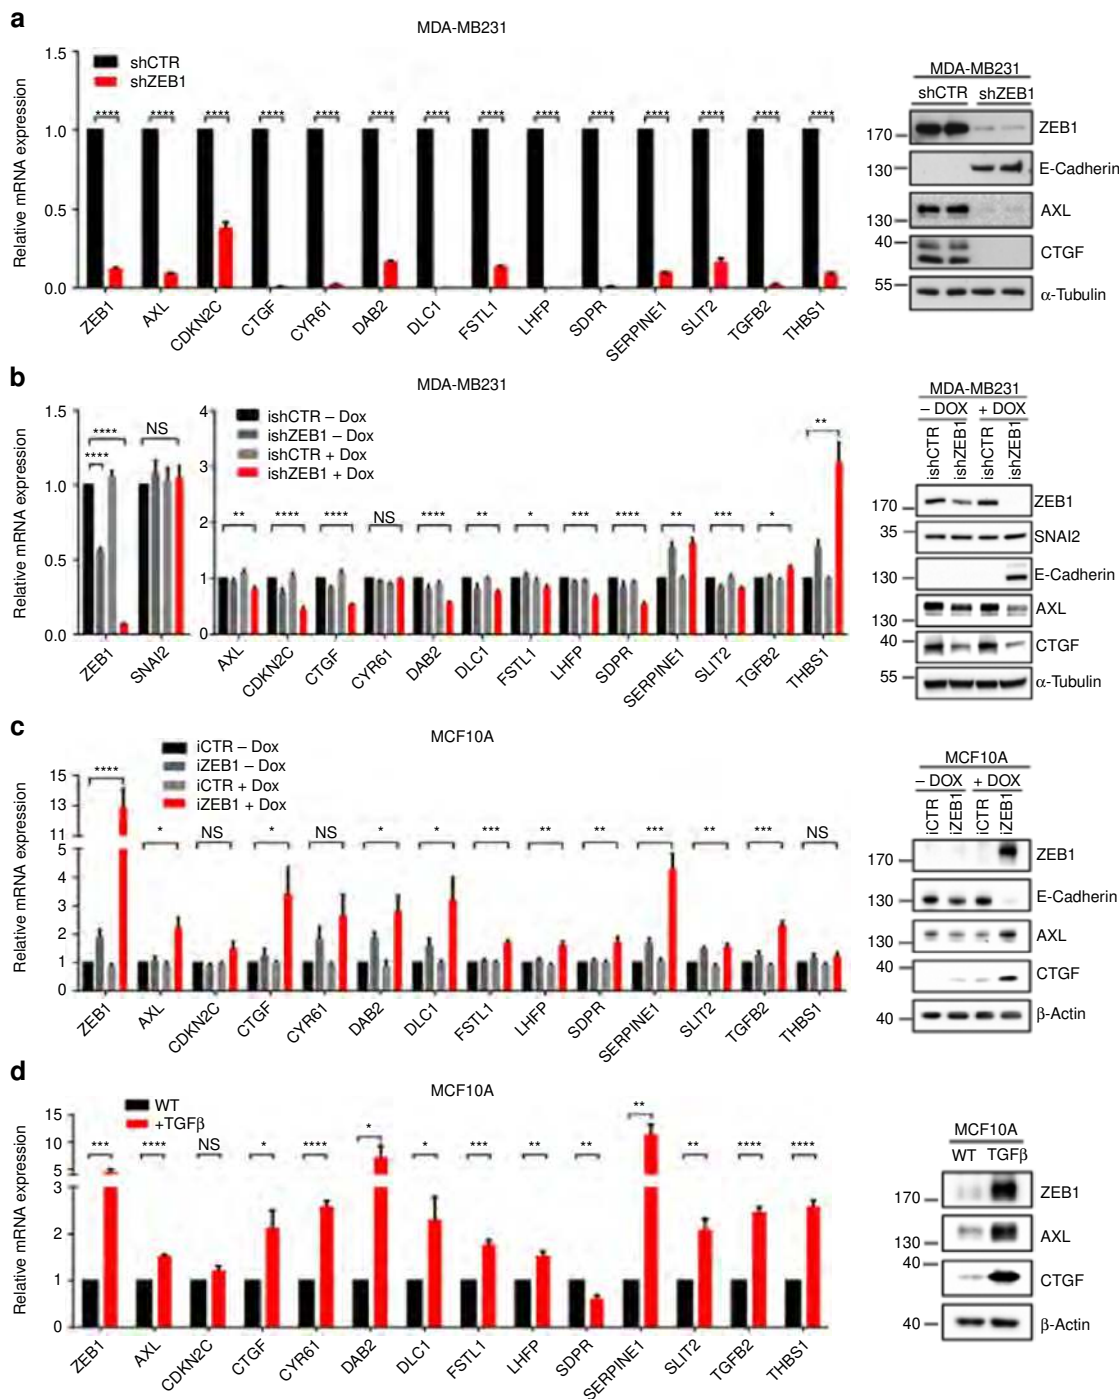 a
MDA-MB231
Relative mRNA expression
1.5
1.0
0.5
0.0
shCTR
shZEB1
**** **** **** **** **** **** **** **** **** **** **** **** **** ****
ZEB1 AXL CDKN2C CTGF CYR61 DAB2 DLC1 FSTL1 LHFP SDPR SERPINE1 SLIT2 TGFB2 THBS1
MDA-MB231
shCTR shZEB1
170 ZEB1
130 E-Cadherin
AXL
130
40
CTGF
55 α-Tubulin
b
MDA-MB231
Relative mRNA expression
1.5
1.0
0.5
0.0
**** **** NS
ZEB1 SNAI2
4
3
2
1
0
ishCTR – Dox
ishZEB1 – Dox
ishCTR + Dox
ishZEB1 + Dox
** **** **** NS **** ** * *** **** ** *** * **
AXL CDKN2C CTGF CYR61 DAB2 DLC1 FSTL1 LHFP SDPR SERPINE1 SLIT2 TGFB2 THBS1
MDA-MB231
– DOX + DOX
ishCTR ishZEB1 ishCTR ishZEB1
170 ZEB1
35 SNAI2
130 E-Cadherin
AXL
130
40 CTGF
55 α-Tubulin
c
MCF10A
Relative mRNA expression
15
13
11
5
4
3
2
1
0
iCTR – Dox
iZEB1 – Dox
iCTR + Dox
iZEB1 + Dox
**** * NS * NS * * *** ** ** *** ** *** NS
ZEB1 AXL CDKN2C CTGF CYR61 DAB2 DLC1 FSTL1 LHFP SDPR SERPINE1 SLIT2 TGFB2 THBS1
MCF10A
– DOX + DOX
iCTR iZEB1 iCTR iZEB1
170 ZEB1
130 E-Cadherin
130 AXL
40 CTGF
40 β-Actin
d
MCF10A
Relative mRNA expression
15
10
5
3
2
1
0
WT
+TGFβ
*** **** NS * **** * * *** ** ** ** ** **** ****
ZEB1 AXL CDKN2C CTGF CYR61 DAB2 DLC1 FSTL1 LHFP SDPR SERPINE1 SLIT2 TGFB2 THBS1
MCF10A
WT TGFβ
170 ZEB1
130 AXL
40
CTGF
40 β-Actin